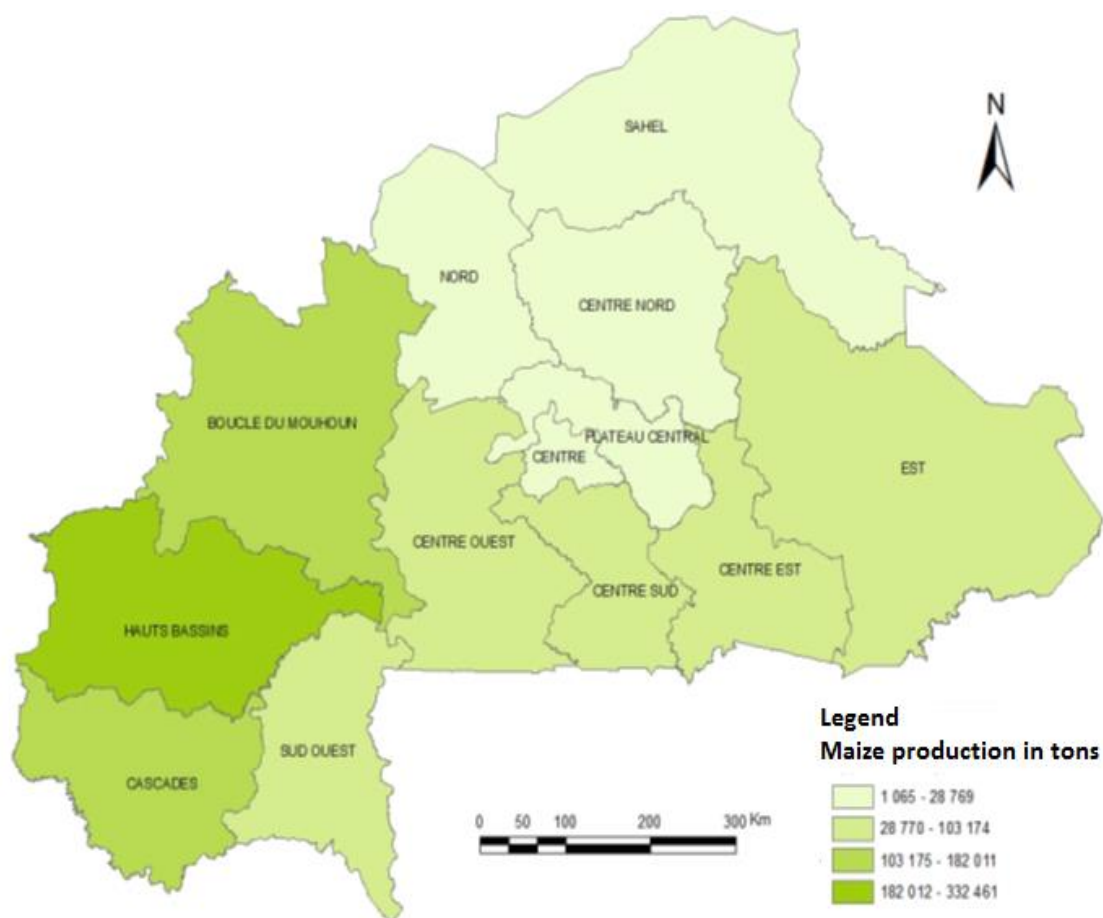 N
SAHEL
NORD
CENTRE NORD
BOUCLE DU MOUHOUN
PLATEAU CENTRAL
CENTRE
EST
CENTRE OUEST
CENTRE EST
CENTRE SUD
HAUTS BASSINS
SUD OUEST
CASCADES
Legend
Maize production in tons
1 065 - 28 769
28 770 - 103 174
103 175 - 182 011
182 012 - 332 461
0 50 100 200 300 Km